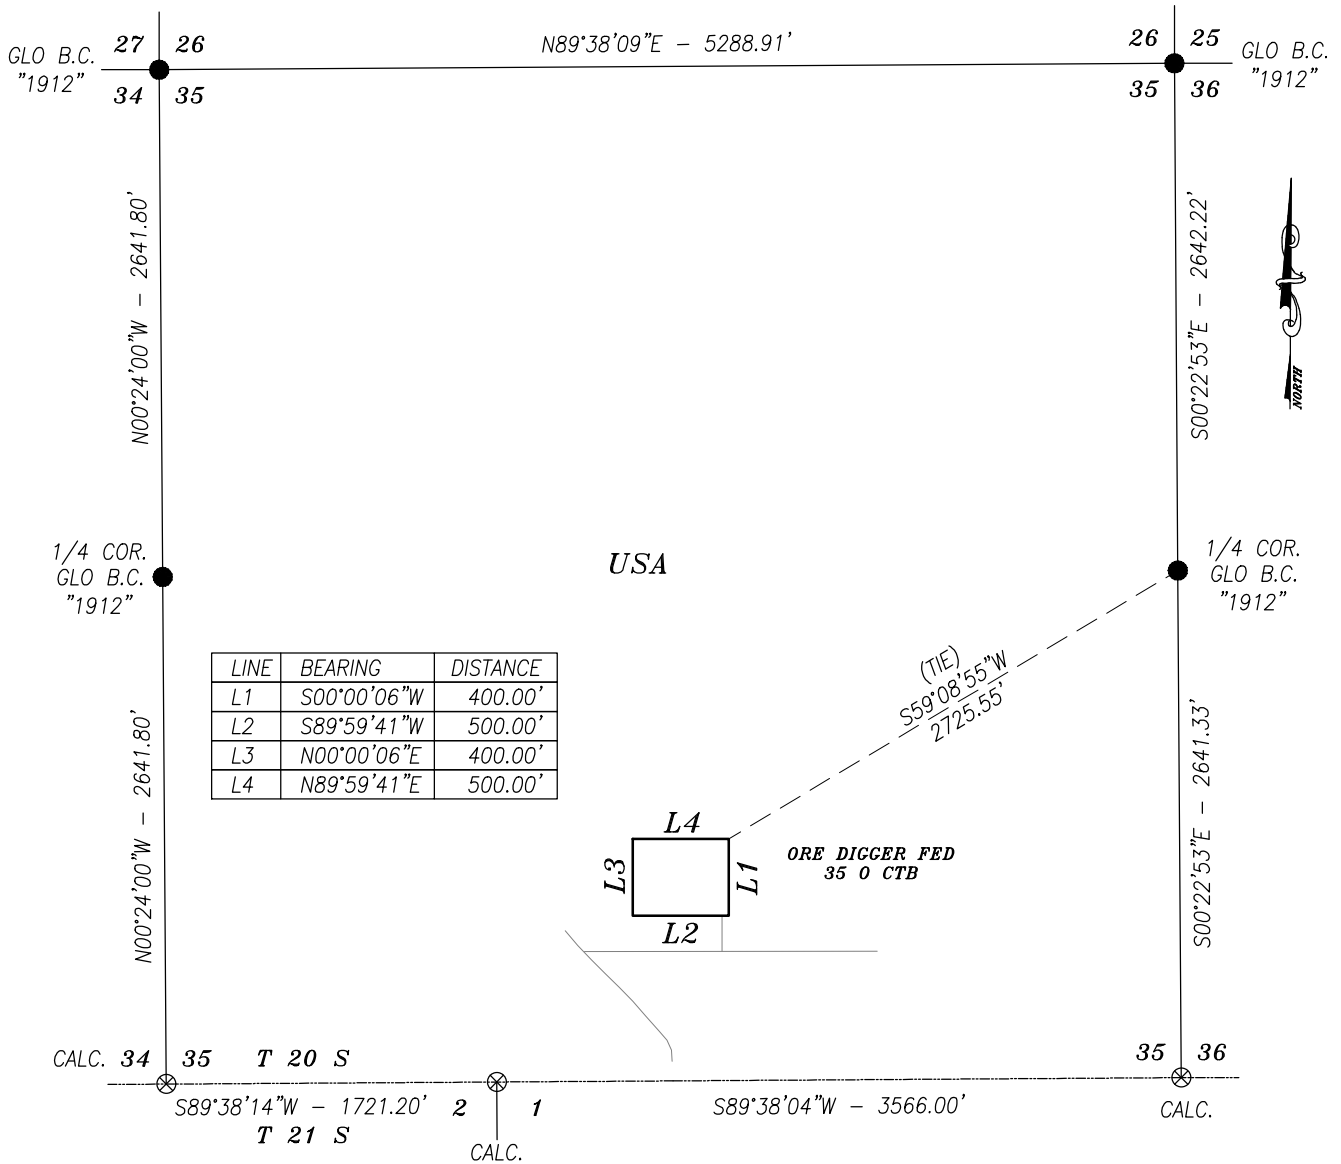 27 26
N89°38'09"E - 5288.91'
26 25
GLO B.C.
"1912"
GLO B.C.
"1912"
34 35
35 36
N00°24'00"W - 2641.80'
S00°22'53"E - 2642.22'
NORTH
1/4 COR.
GLO B.C.
"1912"
USA
1/4 COR.
GLO B.C.
"1912"
LINE BEARING DISTANCE
L1 S00°00'06"W 400.00'
L2 S89°59'41"W 500.00'
L3 N00°00'06"E 400.00'
L4 N89°59'41"E 500.00'
(TIE)
S59°08'55"W
2725.55'
N00°24'00"W - 2641.80'
S00°22'53"E - 2641.33'
L4
L3
L1
L2
ORE DIGGER FED
35 O CTB
CALC. 34 35 T 20 S
35 36
S89°38'14"W - 1721.20' 2 1
S89°38'04"W - 3566.00'
CALC.
T 21 S
CALC.